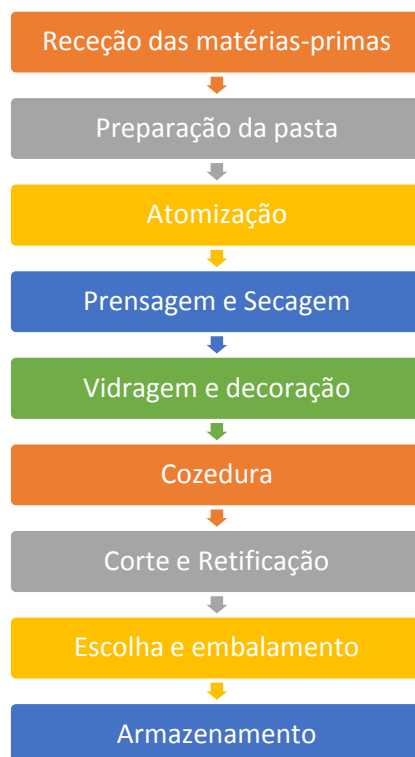 Receção das matérias-primas
Preparação da pasta
Atomização
Prensagem e Secagem
Vidragem e decoração
Cozedura
Corte e Retificação
Escolha e embalamento
Armazenamento